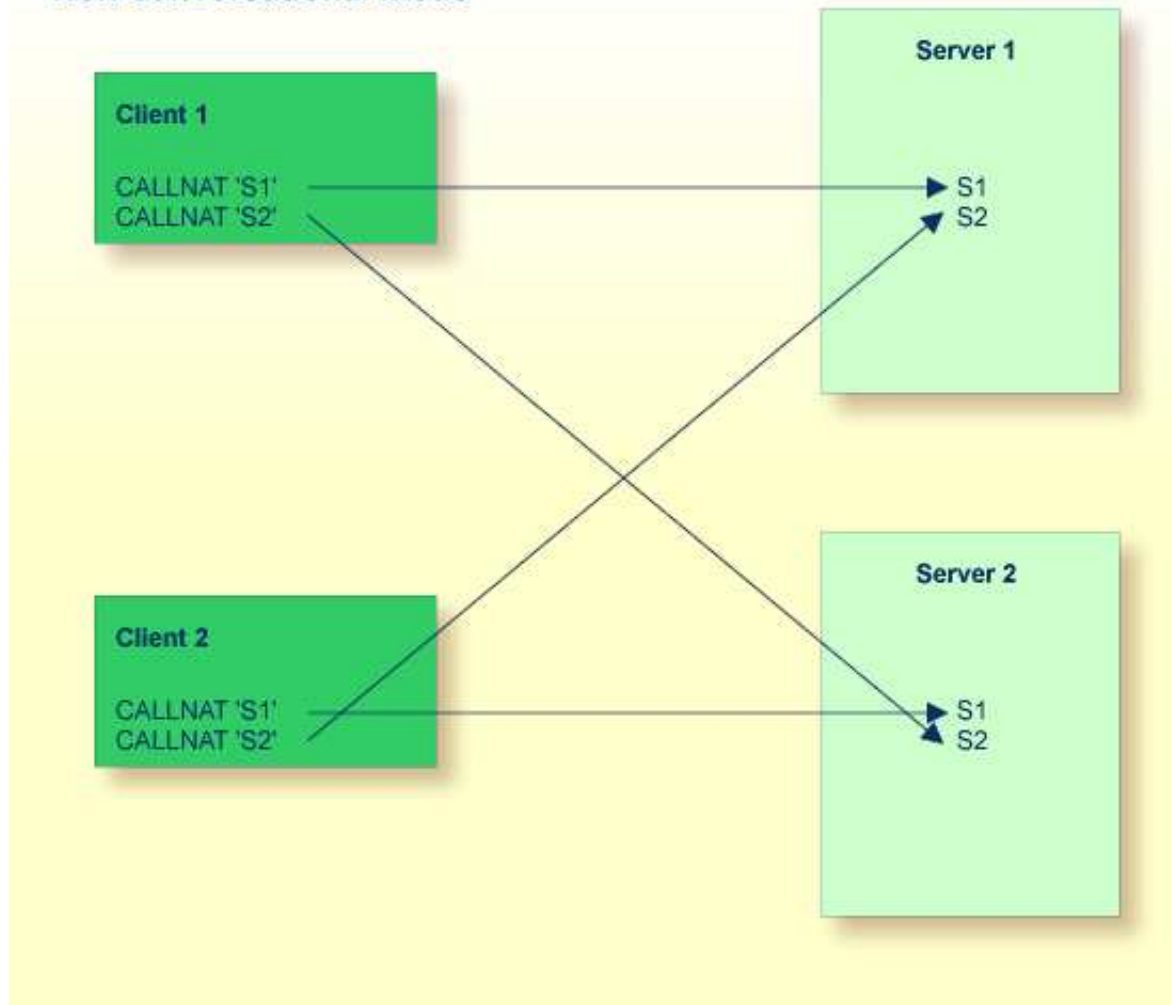 Client 1
CALLNAT 'S1'
CALLNAT 'S2'
Server 1
S1
S2
Client 2
CALLNAT 'S1'
CALLNAT 'S2'
Server 2
S1
S2